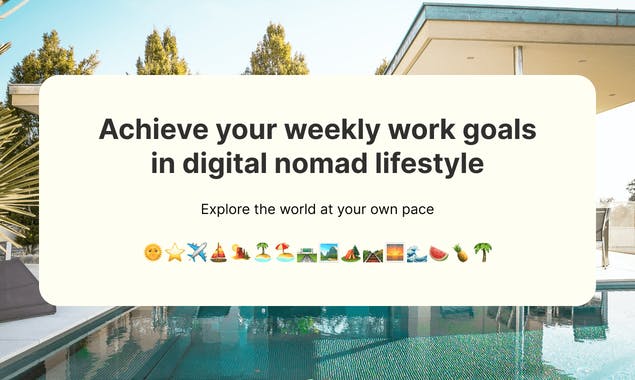 Achieve your weekly work goals
in digital nomad lifestyle
Explore the world at your own pace
🌞⭐✈️⛵🏜️🏝️🏖️🛣️🏞️🏕️🛤️🌅🌊🍉🍍🌴